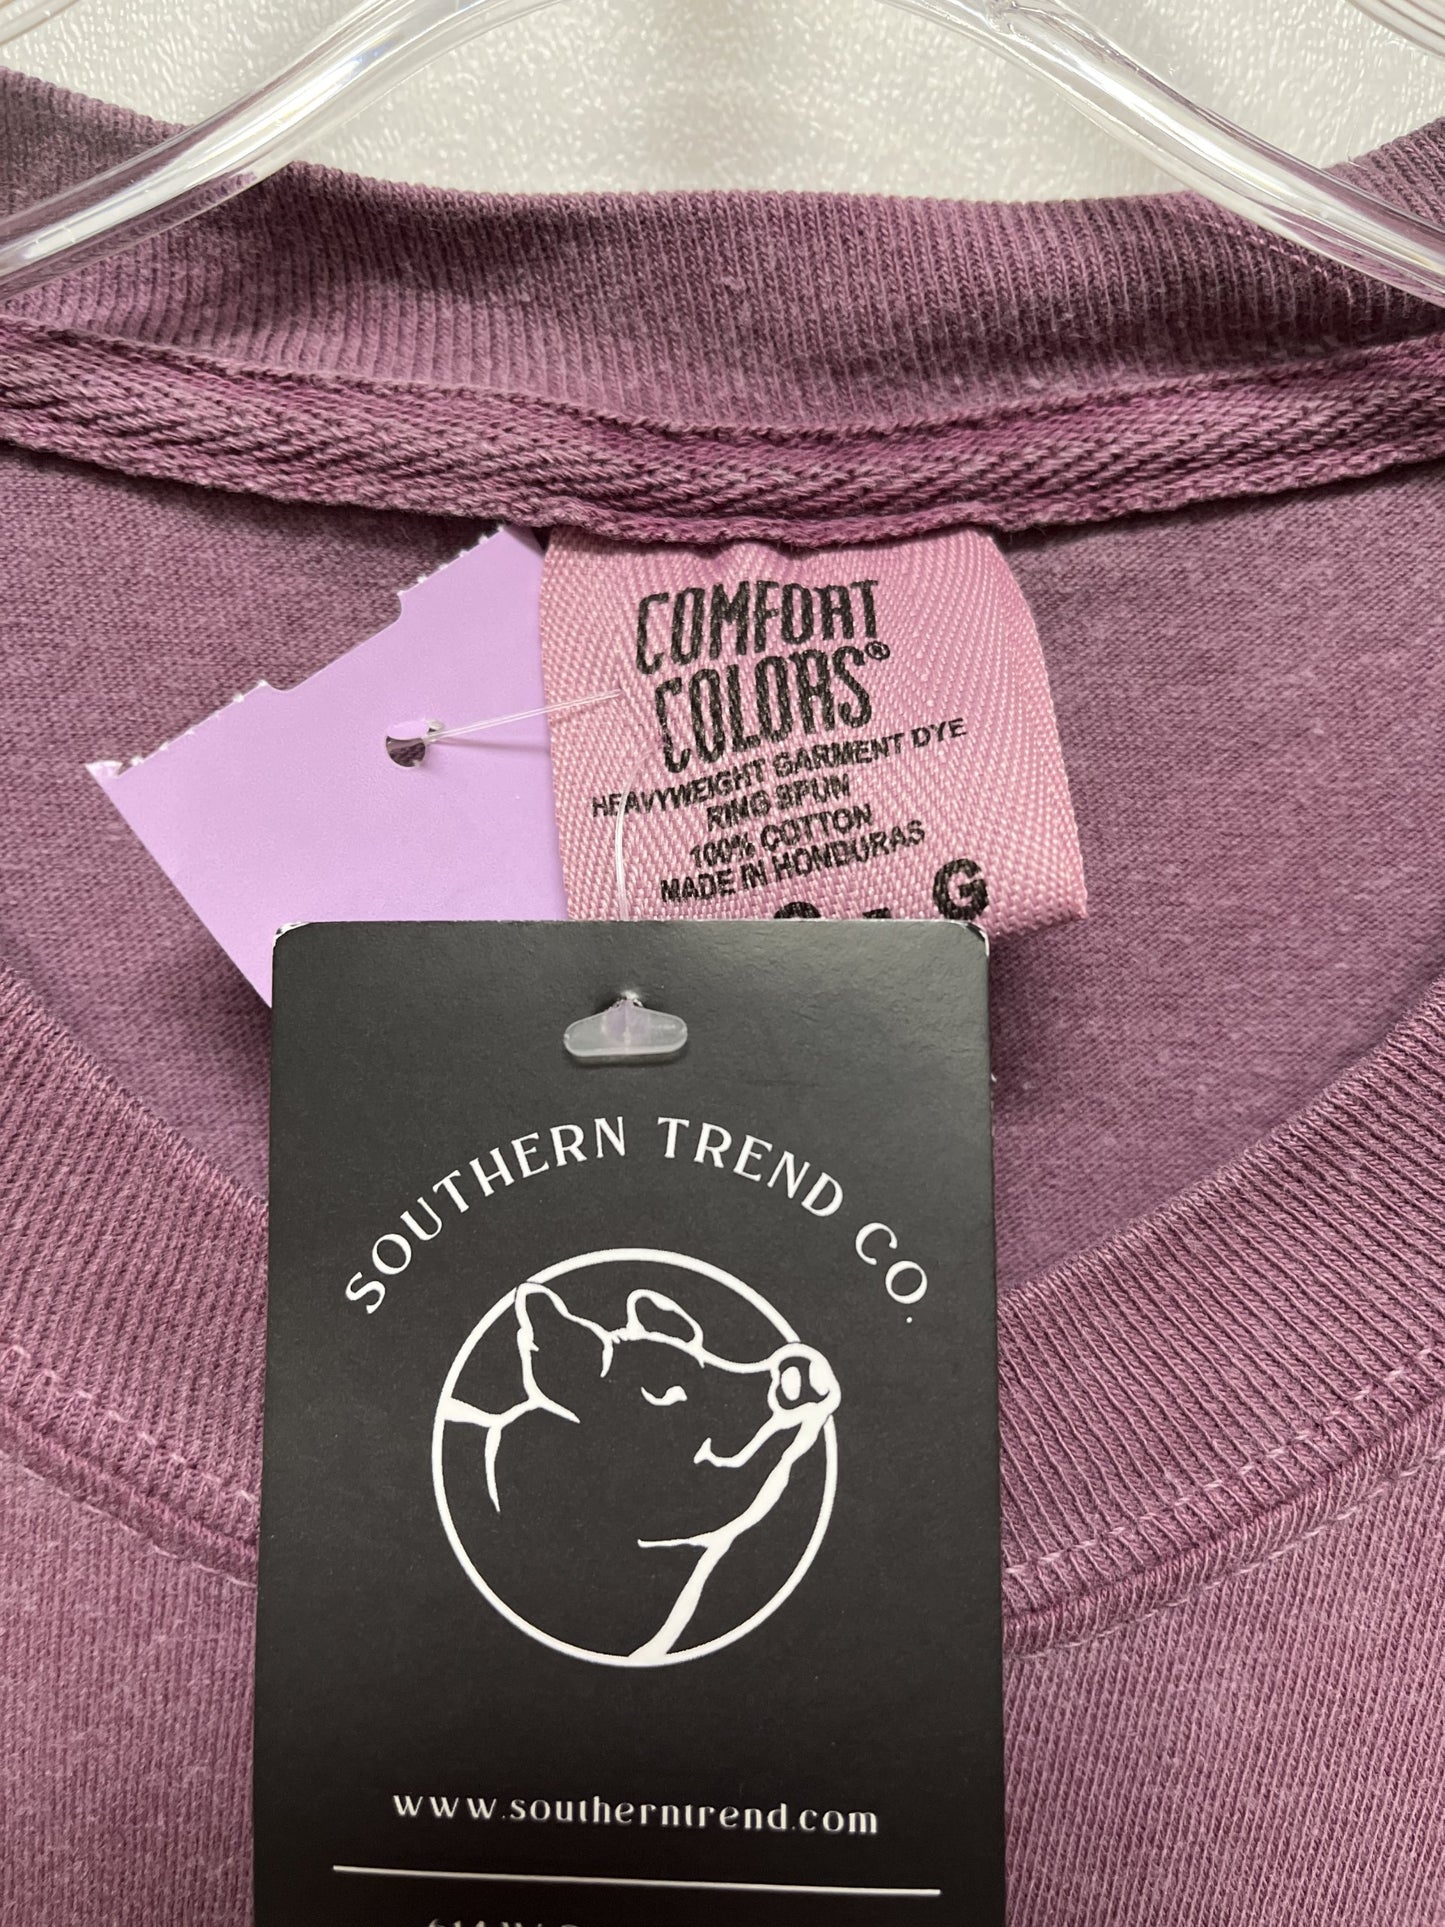 COMFORT
COLORS®
HEAVYWEIGHT GARMENT DYE
RING SPUN
100% COTTON
MADE IN HONDURAS
G
SOUTHERN TREND CO.
www.southerntrend.com